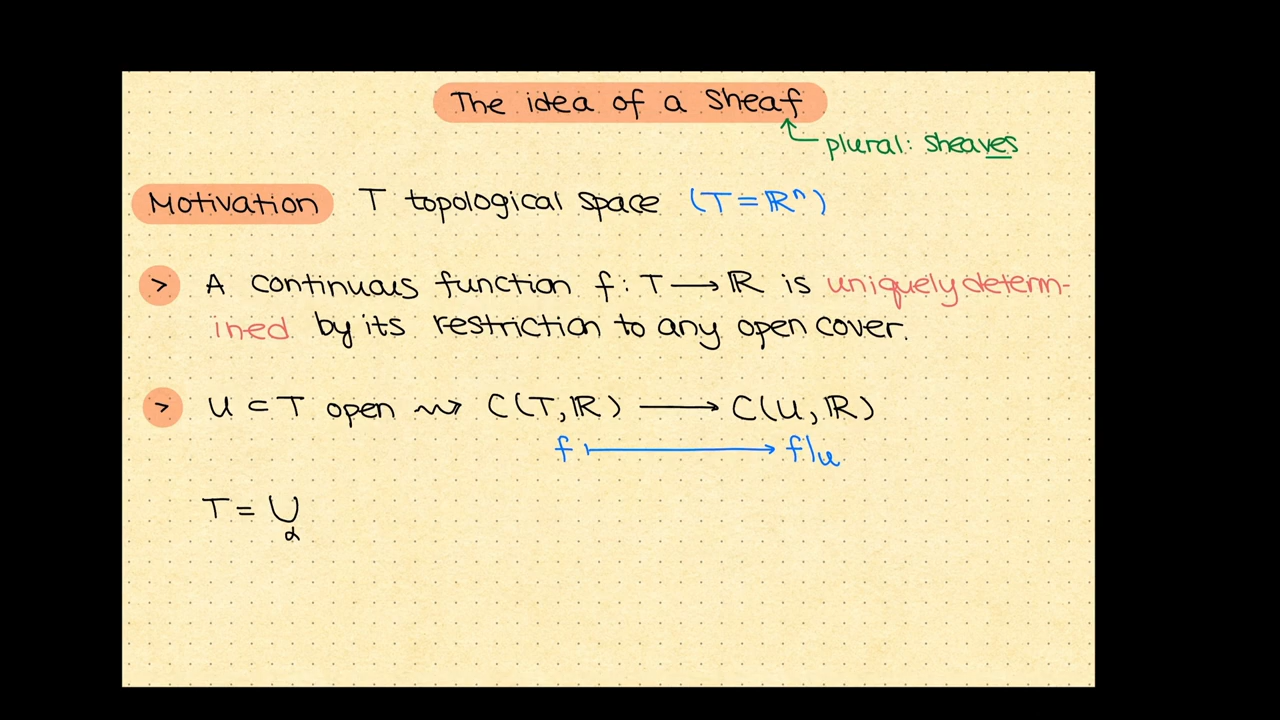 The idea of a Sheaf
plural: sheaves
Motivation T topological space (T=ℝⁿ)
> A continuous function f: T ⟶ ℝ is uniquely determ-
ined by its restriction to any open cover.
> U ⊂ T open ⇝ C(T,ℝ) ⟶ C(U,ℝ)
f ⟼ f|u
T = ⋃
α